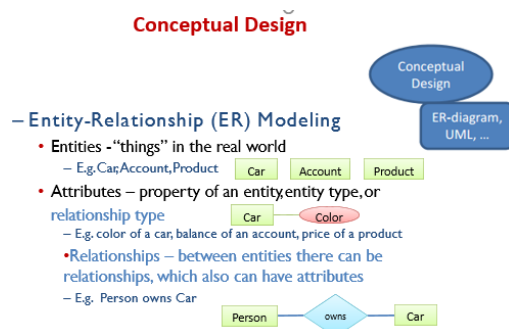 Conceptual Design
Conceptual
Design
ER-diagram,
UML, ...
– Entity-Relationship (ER) Modeling
• Entities -“things” in the real world
– E.g. Car, Account, Product
Car
Account
Product
• Attributes – property of an entity, entity type, or
relationship type
Car
Color
– E.g. color of a car, balance of an account, price of a product
•Relationships – between entities there can be
relationships, which also can have attributes
– E.g. Person owns Car
Person
owns
Car